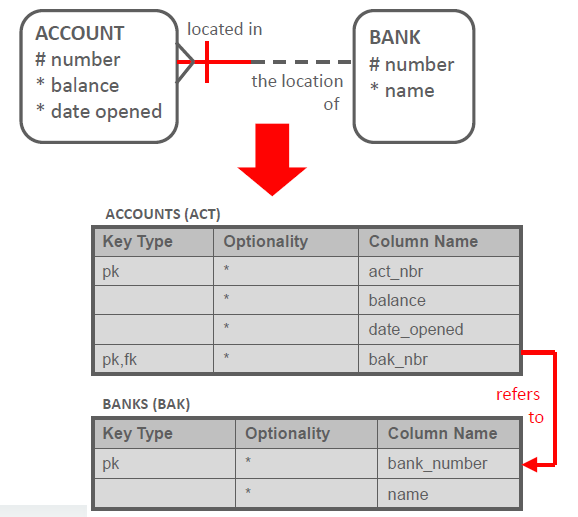 ACCOUNT
# number
* balance
* date opened
located in
the location
of
BANK
# number
* name
ACCOUNTS (ACT)
Key Type Optionality Column Name
pk * act_nbr
* balance
* date_opened
pk,fk * bak_nbr
refers
to
BANKS (BAK)
Key Type Optionality Column Name
pk * bank_number
* name